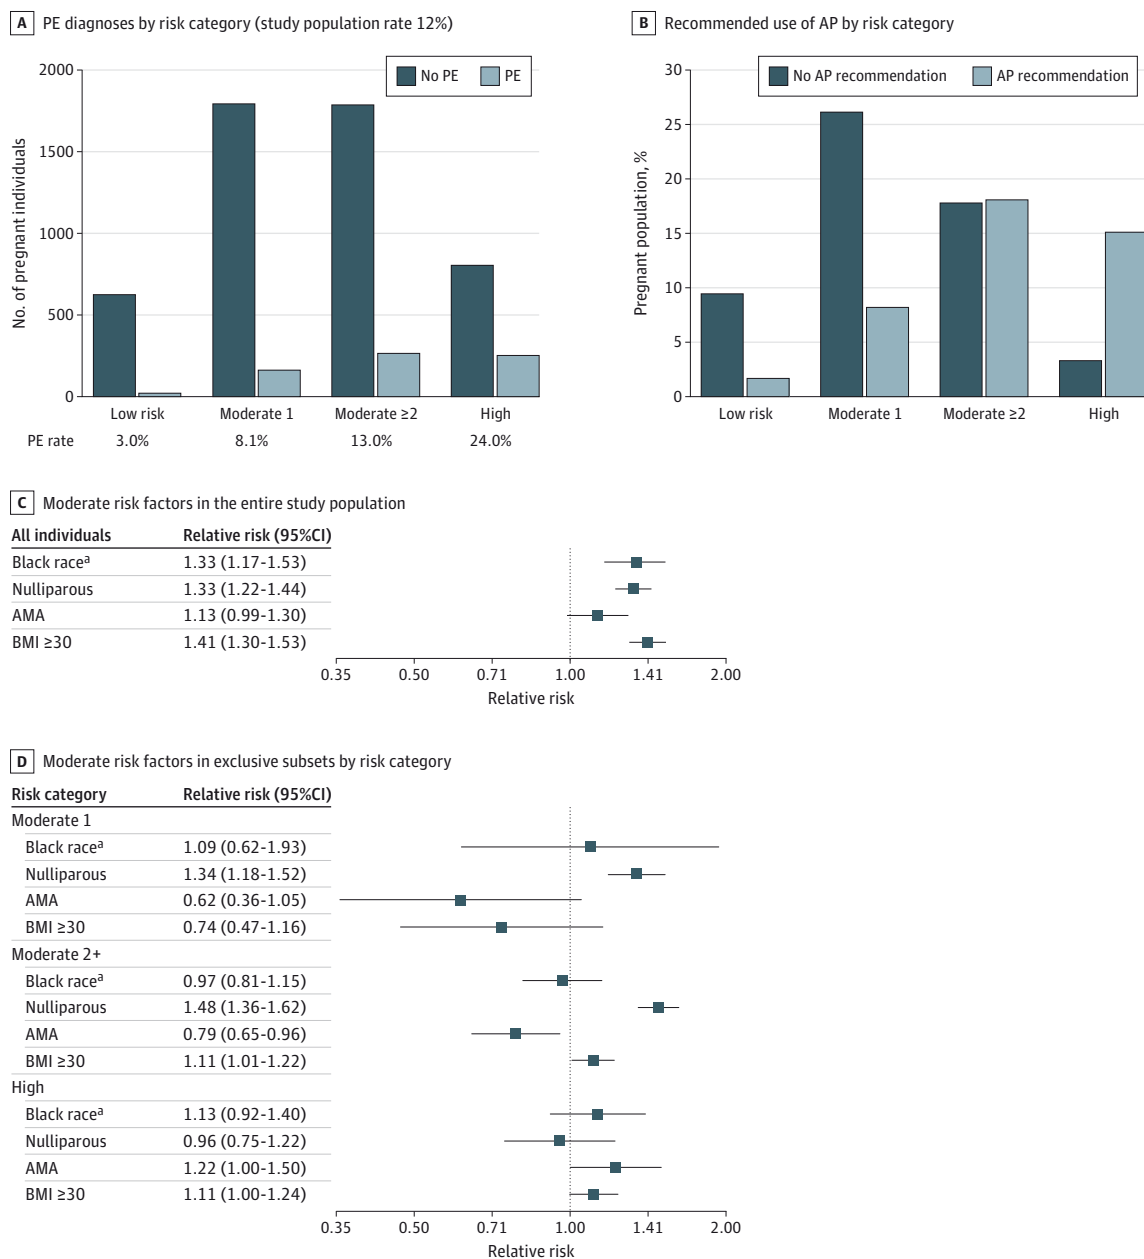 A PE diagnoses by risk category (study population rate 12%)
No. of pregnant individuals
2000
1500
1000
500
0
No PE PE
Low risk Moderate 1 Moderate ≥2 High
PE rate 3.0% 8.1% 13.0% 24.0%
B Recommended use of AP by risk category
Pregnant population, %
30
25
20
15
10
5
0
No AP recommendation AP recommendation
Low risk Moderate 1 Moderate ≥2 High
C Moderate risk factors in the entire study population
All individuals Relative risk (95%CI)
Black raceᵃ 1.33 (1.17-1.53)
Nulliparous 1.33 (1.22-1.44)
AMA 1.13 (0.99-1.30)
BMI ≥30 1.41 (1.30-1.53)
0.35 0.50 0.71 1.00 1.41 2.00
Relative risk
D Moderate risk factors in exclusive subsets by risk category
Risk category Relative risk (95%CI)
Moderate 1
Black raceᵃ 1.09 (0.62-1.93)
Nulliparous 1.34 (1.18-1.52)
AMA 0.62 (0.36-1.05)
BMI ≥30 0.74 (0.47-1.16)
Moderate 2+
Black raceᵃ 0.97 (0.81-1.15)
Nulliparous 1.48 (1.36-1.62)
AMA 0.79 (0.65-0.96)
BMI ≥30 1.11 (1.01-1.22)
High
Black raceᵃ 1.13 (0.92-1.40)
Nulliparous 0.96 (0.75-1.22)
AMA 1.22 (1.00-1.50)
BMI ≥30 1.11 (1.00-1.24)
0.35 0.50 0.71 1.00 1.41 2.00
Relative risk